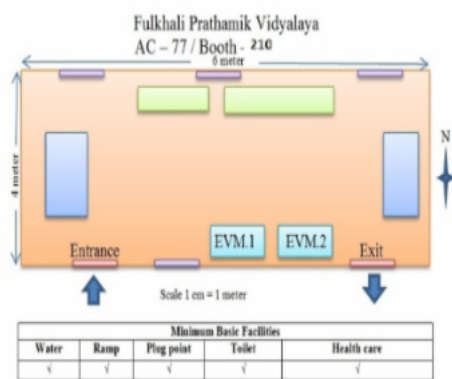 Fulkhali Prathamik Vidyalaya
AC – 77 / Booth - 210
6 meter
4 meter
N
EVM.1 EVM.2
Entrance Exit
Scale 1 cm = 1 meter
Minimum Basic Facilities
Water Ramp Plog point Toilet Health care
√ √ √ √ √